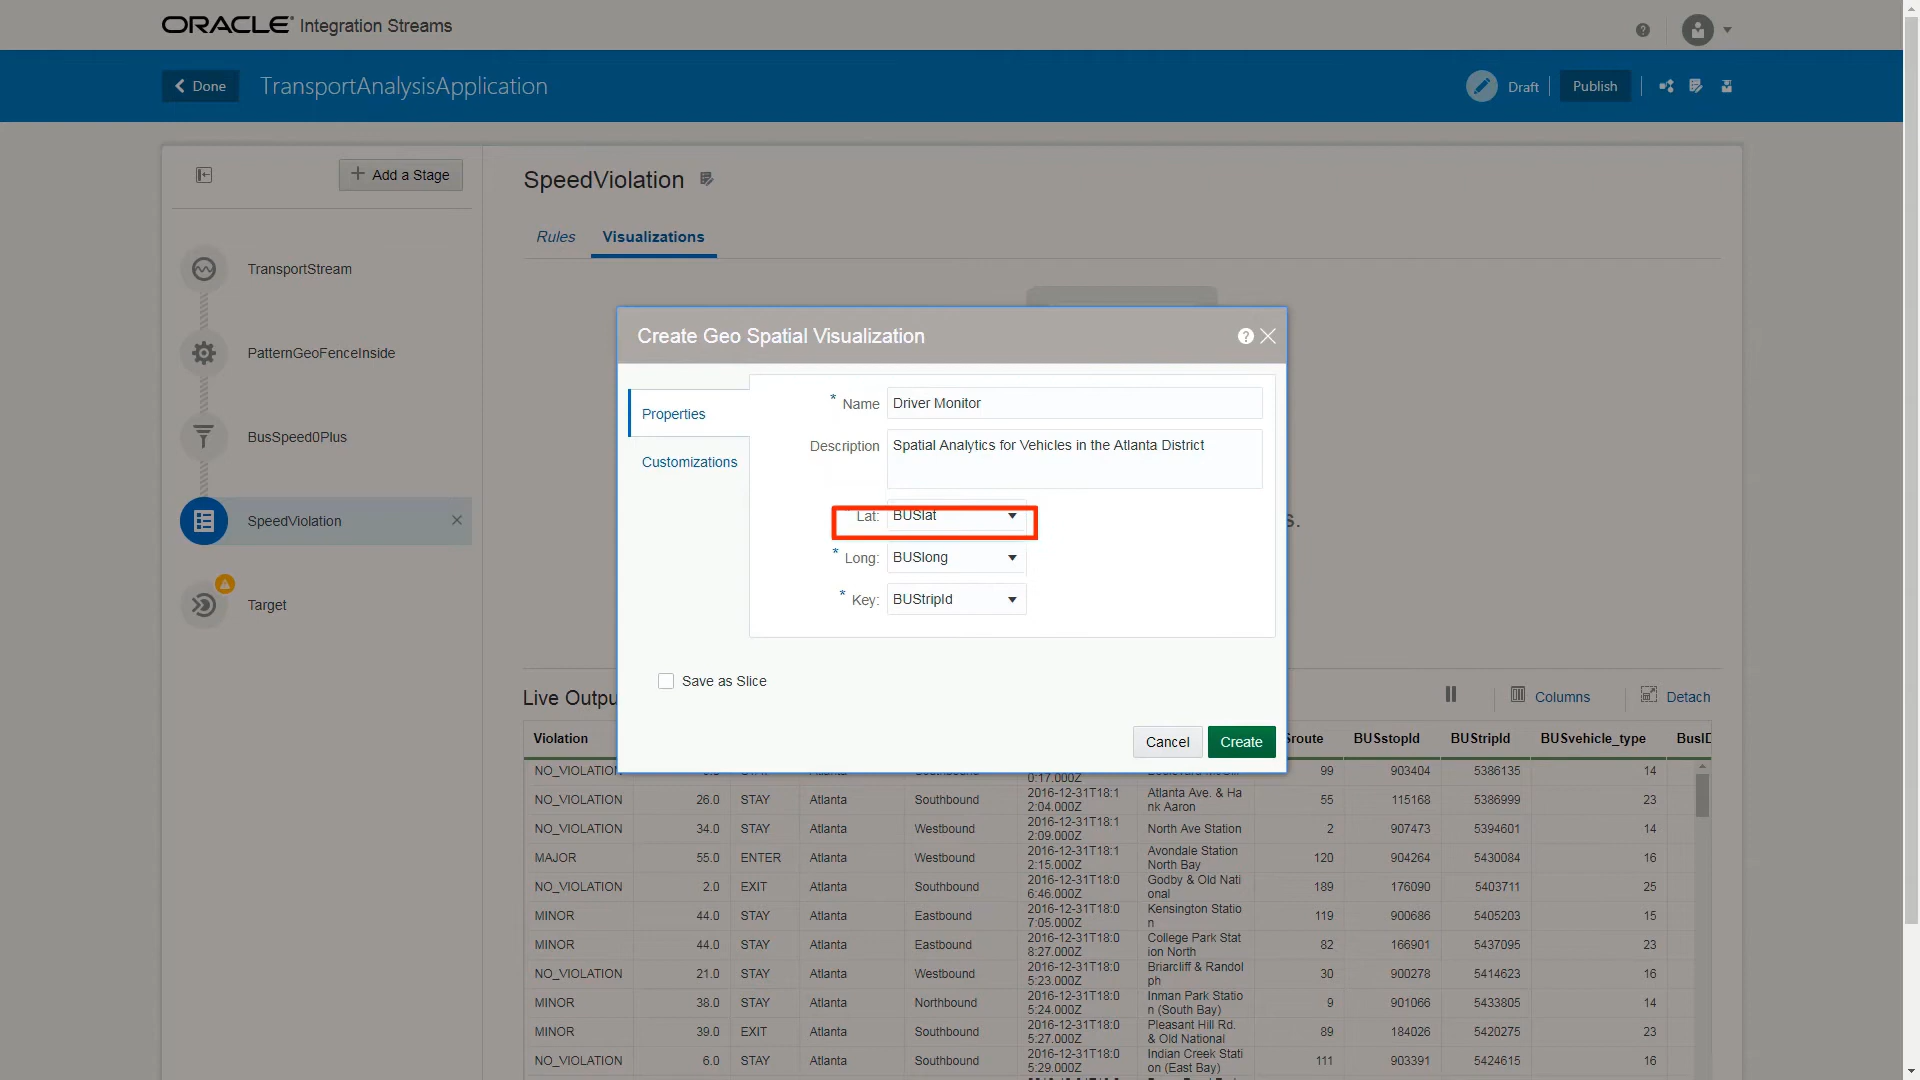 ORACLE Integration Streams
Done
TransportAnalysisApplication
Draft
Publish
Add a Stage
TransportStream
PatternGeoFenceInside
BusSpeed0Plus
SpeedViolation
Target
SpeedViolation
Rules
Visualizations
Create Geo Spatial Visualization
Properties
Customizations
* Name
Driver Monitor
Description
Spatial Analytics for Vehicles in the Atlanta District
Lat:
BUSlat
* Long:
BUSlong
* Key:
BUStripId
Save as Slice
Cancel
Create
Columns
Detach
Violation BUSstopId BUStripId BUSvehicle_type
NO_VIOLATION 0:17.000Z 99 903404 5386135 14
NO_VIOLATION 26.0 STAY Atlanta Southbound 2016-12-31T18:1 Atlanta Ave. & Ha 55 115168 5386999 23
2:04.000Z nk Aaron
NO_VIOLATION 34.0 STAY Atlanta Westbound 2016-12-31T18:1 North Ave Station 2 907473 5394601 14
2:09.000Z
MAJOR 55.0 ENTER Atlanta Westbound 2016-12-31T18:1 Avondale Station 120 904264 5430084 16
2:15.000Z North Bay
NO_VIOLATION 2.0 EXIT Atlanta Southbound 2016-12-31T18:0 Godby & Old Nati 189 176090 5403711 25
6:46.000Z onal
MINOR 44.0 STAY Atlanta Eastbound 2016-12-31T18:0 Kensington Statio 119 900686 5405203 15
7:05.000Z n
MINOR 44.0 STAY Atlanta Eastbound 2016-12-31T18:0 College Park Stat 82 166901 5437095 23
8:27.000Z ion North
NO_VIOLATION 21.0 STAY Atlanta Westbound 2016-12-31T18:0 Briarcliff & Randol 30 900278 5414623 16
5:23.000Z ph
MINOR 38.0 STAY Atlanta Northbound 2016-12-31T18:0 Inman Park Statio 9 901066 5433805 14
5:24.000Z n (South Bay)
MINOR 39.0 EXIT Atlanta Southbound 2016-12-31T18:0 Pleasant Hill Rd. 89 184026 5420275 23
5:27.000Z & Old National
NO_VIOLATION 6.0 STAY Atlanta Southbound 2016-12-31T18:0 Indian Creek Stati 111 903391 5424615 16
5:29.000Z on (East Bay)